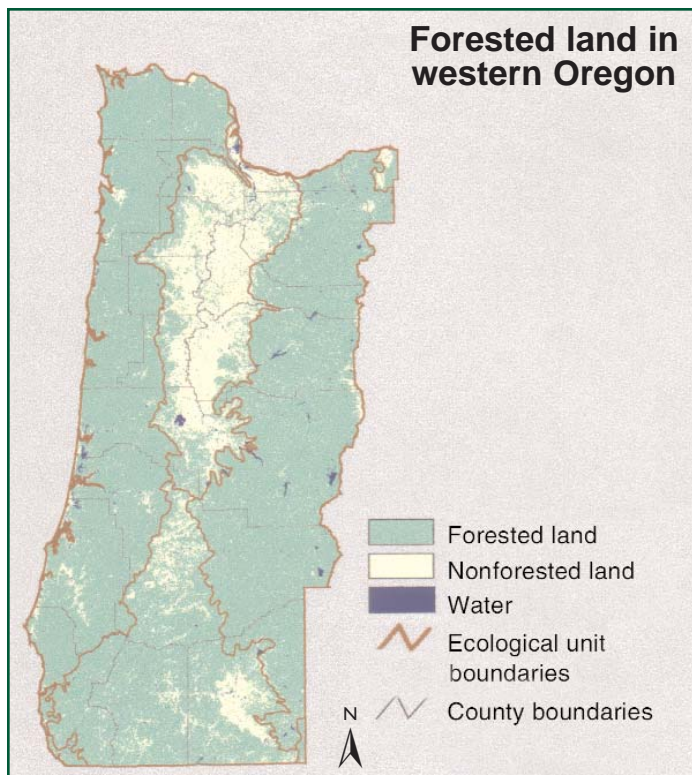 Forested land in
western Oregon
Forested land
Nonforested land
Water
Ecological unit
boundaries
County boundaries
N